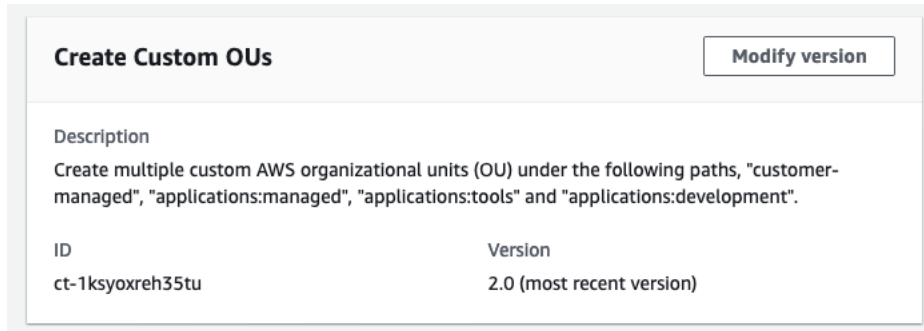 Create Custom OUs
Modify version
Description
Create multiple custom AWS organizational units (OU) under the following paths, "customer-
managed", "applications:managed", "applications:tools" and "applications:development".
ID
Version
ct-1ksyoxreh35tu
2.0 (most recent version)